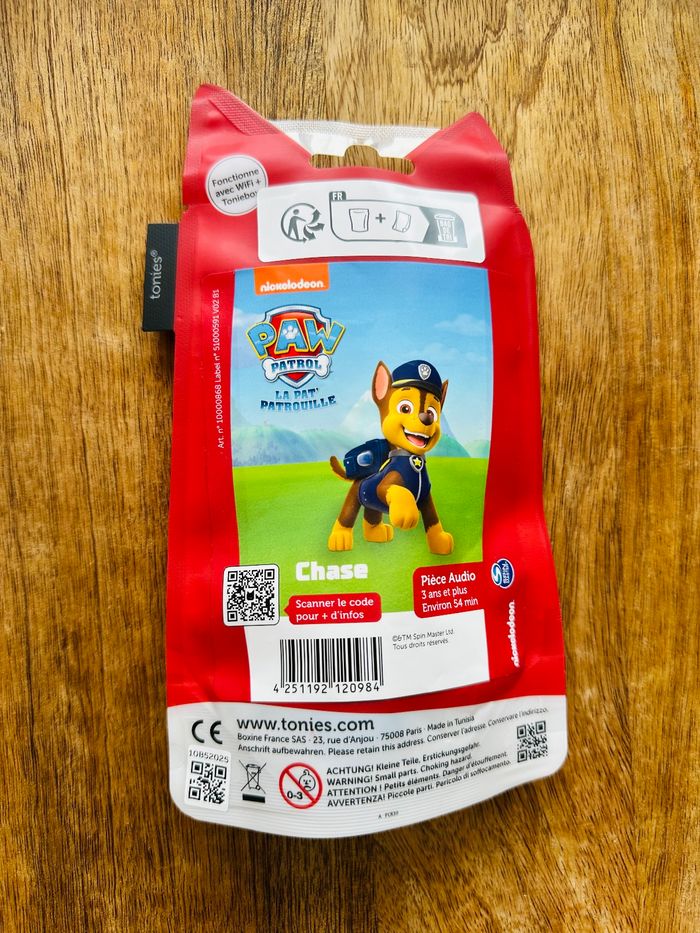 Fonctionne
avec WiFi +
Toniebox
FR
+
BAC
DE
TRI
tonies®
nickelodeon
PAW
PATROL
LA PAT'
PATROUILLE
Art. n° 10000868 Label n° 51000591 V02 B1
Chase
Scanner le code
pour + d'infos
Pièce Audio
3 ans et plus
Environ 54 min
nickelodeon
©&TM Spin Master Ltd.
Tous droits réservés.
4 251192 120984
CE
www.tonies.com
Boxine France SAS · 23, rue d'Anjou · 75008 Paris · Made in Tunisia
Anschrift aufbewahren. Please retain this address. Conserver l'adresse. Conservare l'indirizzo.
10852025
0-3
ACHTUNG! Kleine Teile, Erstickungsgefahr.
WARNING! Small parts. Choking hazard.
ATTENTION ! Petits éléments. Danger d'étouffement.
AVVERTENZA! Piccole parti. Pericolo di soffocamento.